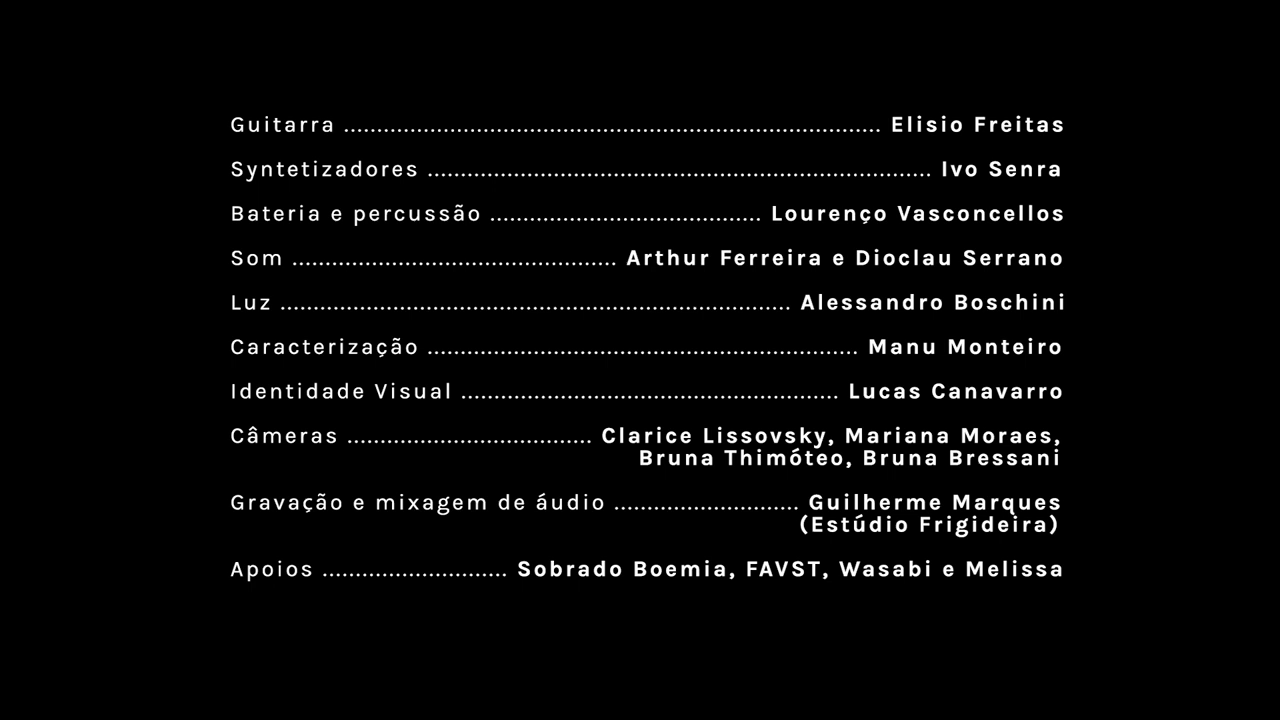 Guitarra ................................................................................. Elisio Freitas
Syntetizadores ............................................................................ Ivo Senra
Bateria e percussão ......................................... Lourenço Vasconcellos
Som ................................................. Arthur Ferreira e Dioclau Serrano
Luz ............................................................................. Alessandro Boschini
Caracterização ................................................................. Manu Monteiro
Identidade Visual ......................................................... Lucas Canavarro
Câmeras ..................................... Clarice Lissovsky, Mariana Moraes,
Bruna Thimóteo, Bruna Bressani
Gravação e mixagem de áudio ............................ Guilherme Marques
(Estúdio Frigideira)
Apoios ............................ Sobrado Boemia, FAVST, Wasabi e Melissa